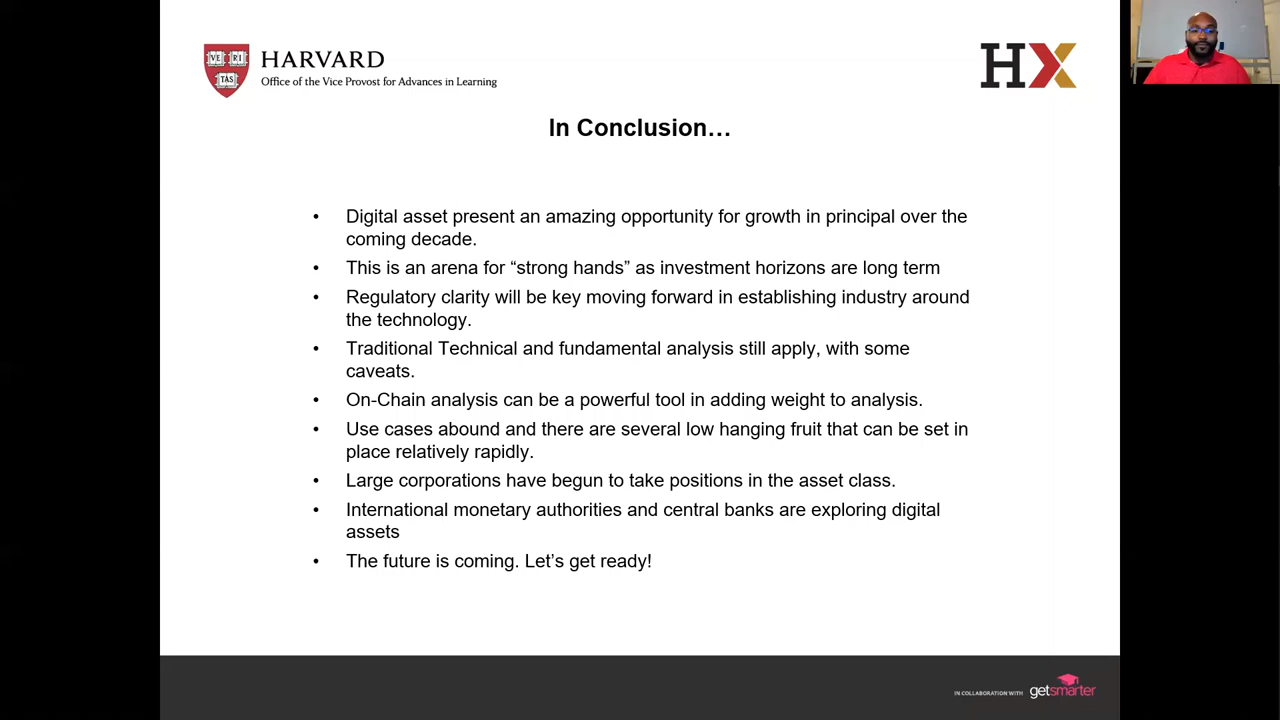 VE RI
TAS
HARVARD
Office of the Vice Provost for Advances in Learning
HX
In Conclusion…
• Digital asset present an amazing opportunity for growth in principal over the
coming decade.
• This is an arena for “strong hands” as investment horizons are long term
• Regulatory clarity will be key moving forward in establishing industry around
the technology.
• Traditional Technical and fundamental analysis still apply, with some
caveats.
• On-Chain analysis can be a powerful tool in adding weight to analysis.
• Use cases abound and there are several low hanging fruit that can be set in
place relatively rapidly.
• Large corporations have begun to take positions in the asset class.
• International monetary authorities and central banks are exploring digital
assets
• The future is coming. Let’s get ready!
IN COLLABORATION WITH getsmarter